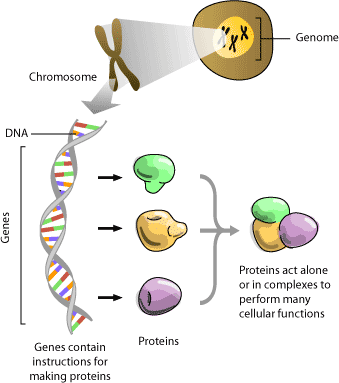 Genome
Chromosome
DNA
Genes
Genes contain
instructions for
making proteins
Proteins
Proteins act alone
or in complexes to
perform many
cellular functions